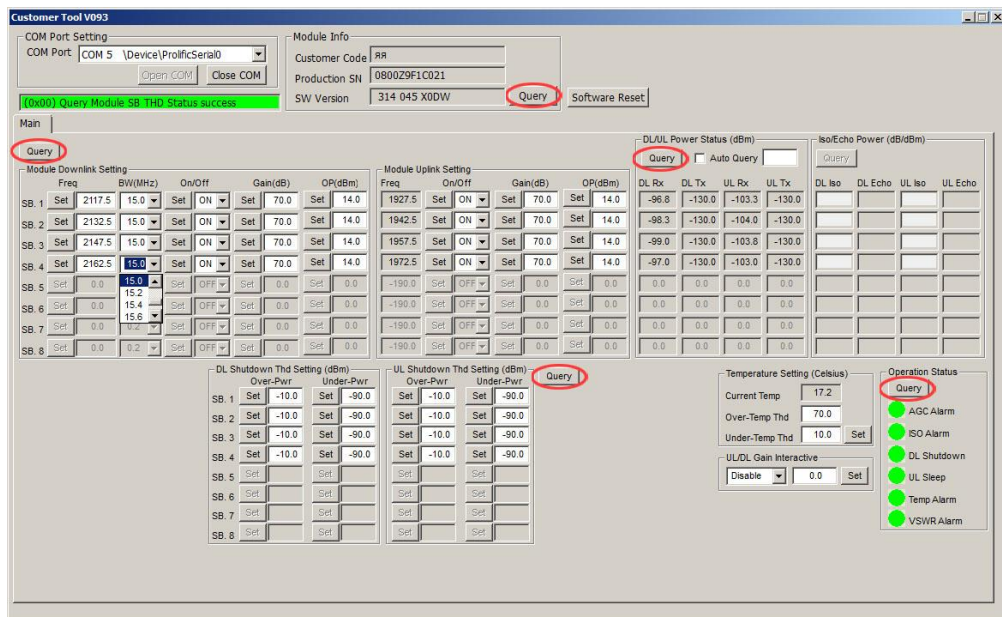 Customer Tool V093
COM Port Setting
COM Port COM 5 \Device\ProlificSerial0
Open COM Close COM
(0x00) Query Module SB THD Status success
Module Info
Customer Code ЯЯ
Production SN 0800Z9F1C021
SW Version 314 045 X0DW Query Software Reset
Main
Query
DL/UL Power Status (dBm)
Query Auto Query
Iso/Echo Power (dB/dBm)
Query
Module Downlink Setting
Module Uplink Setting
Freq BW(MHz) On/Off Gain(dB) OP(dBm) Freq On/Off Gain(dB) OP(dBm) DL Rx DL Tx UL Rx UL Tx DL Iso DL Echo UL Iso UL Echo
SB. 1 Set 2117.5 15.0 Set ON Set 70.0 Set 14.0 1927.5 Set ON Set 70.0 Set 14.0 -96.8 -130.0 -103.3 -130.0
SB. 2 Set 2132.5 15.0 Set ON Set 70.0 Set 14.0 1942.5 Set ON Set 70.0 Set 14.0 -98.3 -130.0 -104.0 -130.0
SB. 3 Set 2147.5 15.0 Set ON Set 70.0 Set 14.0 1957.5 Set ON Set 70.0 Set 14.0 -99.0 -130.0 -103.8 -130.0
SB. 4 Set 2162.5 15.0 Set ON Set 70.0 Set 14.0 1972.5 Set ON Set 70.0 Set 14.0 -97.0 -130.0 -103.0 -130.0
15.0
15.2
15.4
15.6
SB. 5 Set 0.0 Set OFF Set 0.0 Set 0.0 -190.0 Set OFF Set 0.0 Set 0.0 0.0 0.0 0.0 0.0
SB. 6 Set 0.0 Set OFF Set 0.0 Set 0.0 -190.0 Set OFF Set 0.0 Set 0.0 0.0 0.0 0.0 0.0
SB. 7 Set 0.0 0.2 Set OFF Set 0.0 Set 0.0 -190.0 Set OFF Set 0.0 Set 0.0 0.0 0.0 0.0 0.0
SB. 8 Set 0.0 0.2 Set OFF Set 0.0 Set 0.0 -190.0 Set OFF Set 0.0 Set 0.0 0.0 0.0 0.0 0.0
DL Shutdown Thd Setting (dBm) UL Shutdown Thd Setting (dBm) Query
Over-Pwr Under-Pwr Over-Pwr Under-Pwr
SB. 1 Set -10.0 Set -90.0 Set -10.0 Set -90.0
SB. 2 Set -10.0 Set -90.0 Set -10.0 Set -90.0
SB. 3 Set -10.0 Set -90.0 Set -10.0 Set -90.0
SB. 4 Set -10.0 Set -90.0 Set -10.0 Set -90.0
SB. 5 Set Set Set Set
SB. 6 Set Set Set Set
SB. 7 Set Set Set Set
SB. 8 Set Set Set Set
Temperature Setting (Celsius)
Current Temp 17.2
Over-Temp Thd 70.0
Under-Temp Thd 10.0 Set
UL/DL Gain Interactive
Disable 0.0 Set
Operation Status
Query
AGC Alarm
ISO Alarm
DL Shutdown
UL Sleep
Temp Alarm
VSWR Alarm